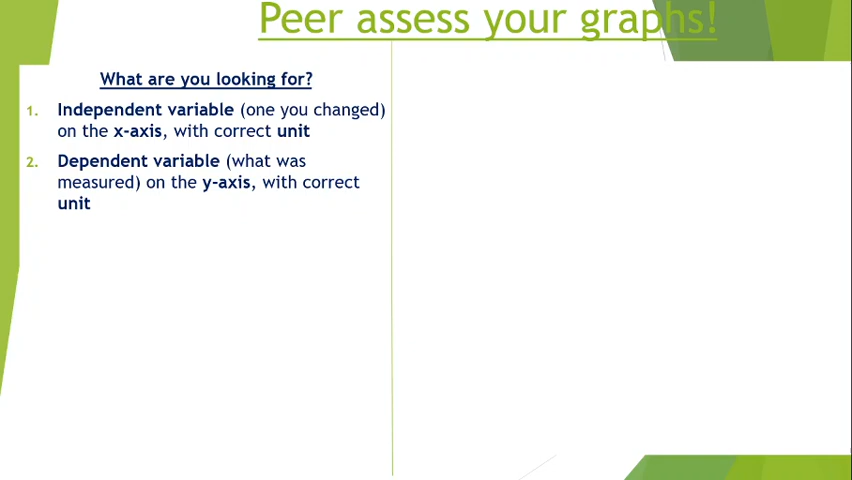 Peer assess your graphs!
What are you looking for?
1. Independent variable (one you changed)
on the x-axis, with correct unit
2. Dependent variable (what was
measured) on the y-axis, with correct
unit